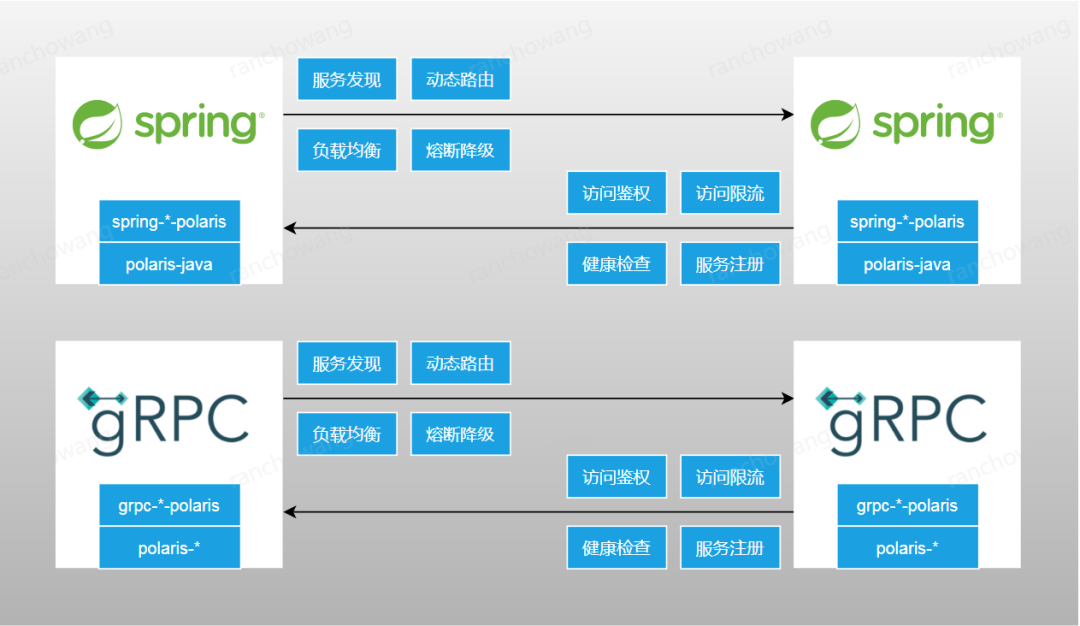 ranchowang
ranchowang
ranchowang
ranchowang
ranchowang
服务发现
动态路由
spring®
spring®
负载均衡
熔断降级
访问鉴权
访问限流
spring-*-polaris
polaris-java
spring-*-polaris
polaris-java
健康检查
服务注册
服务发现
动态路由
gRPC
gRPC
负载均衡
熔断降级
访问鉴权
访问限流
grpc-*-polaris
polaris-*
grpc-*-polaris
polaris-*
健康检查
服务注册